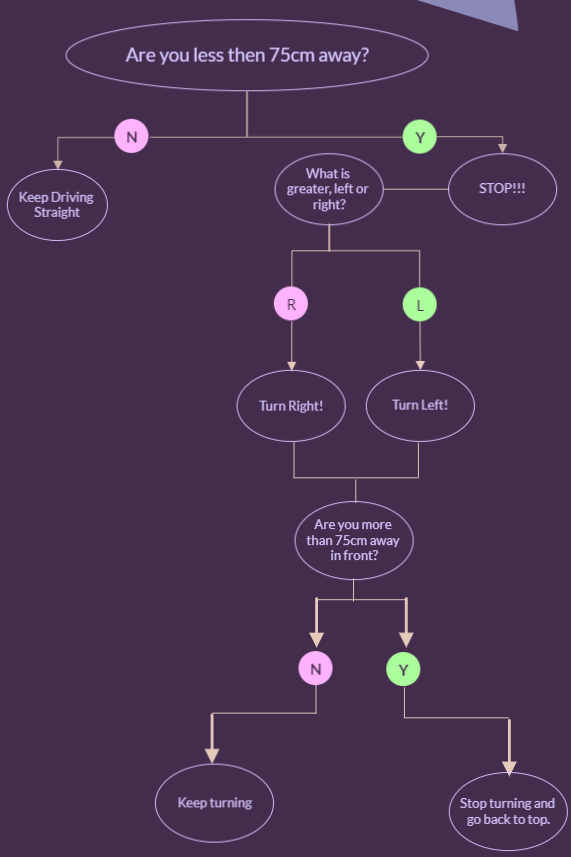 Are you less then 75cm away?
N
Y
Keep Driving
Straight
What is
greater, left or
right?
STOP!!!
R
L
Turn Right!
Turn Left!
Are you more
than 75cm away
in front?
N
Y
Keep turning
Stop turning and
go back to top.